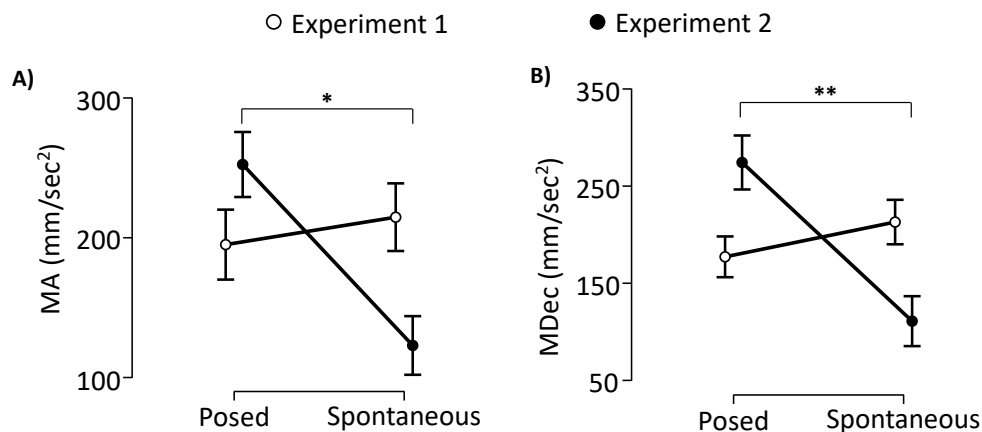 Experiment 1 Experiment 2
A)
MA (mm/sec²)
300
200
100
*
Posed Spontaneous
B)
MDec (mm/sec²)
350
250
150
50
**
Posed Spontaneous